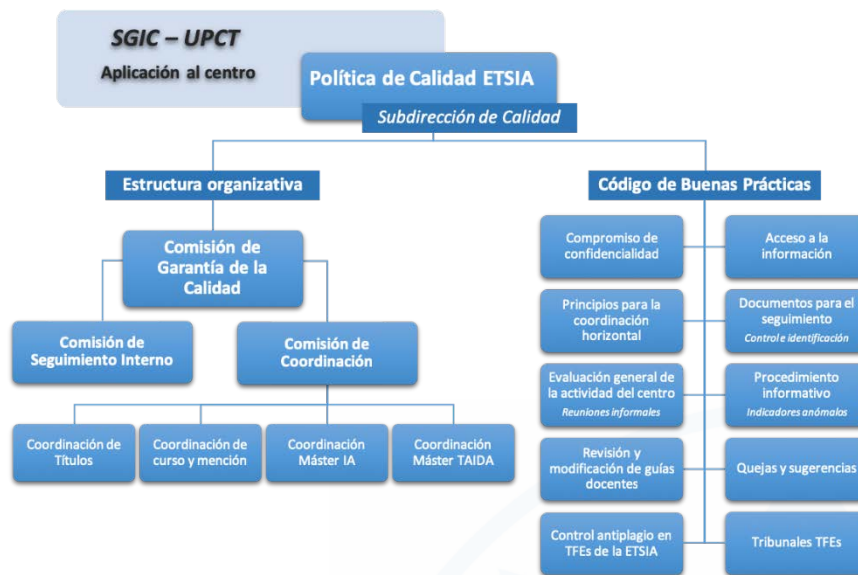 SGIC – UPCT
Aplicación al centro
Política de Calidad ETSIA
Subdirección de Calidad
Estructura organizativa
Comisión de
Garantía de la
Calidad
Comisión de
Seguimiento Interno
Comisión de
Coordinación
Coordinación de
Títulos
Coordinación de
curso y mención
Coordinación
Máster IA
Coordinación
Máster TAIDA
Código de Buenas Prácticas
Compromiso de
confidencialidad
Acceso a la
información
Principios para la
coordinación
horizontal
Documentos para el
seguimiento
Control e identificación
Evaluación general de
la actividad del centro
Reuniones informales
Procedimiento
informativo
Indicadores anómalos
Revisión y
modificación de guías
docentes
Quejas y sugerencias
Control antiplagio en
TFEs de la ETSIA
Tribunales TFEs